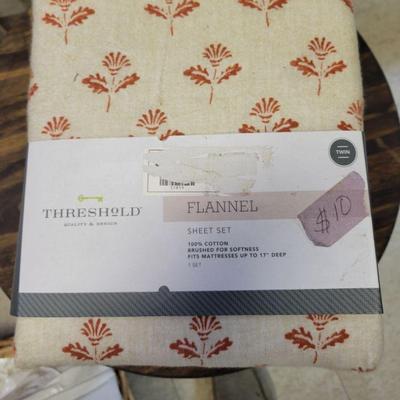 TWIN
THRESHOLD
QUALITY & DESIGN
FLANNEL
SHEET SET
100% COTTON
BRUSHED FOR SOFTNESS
FITS MATTRESSES UP TO 17" DEEP
1 SET
$10